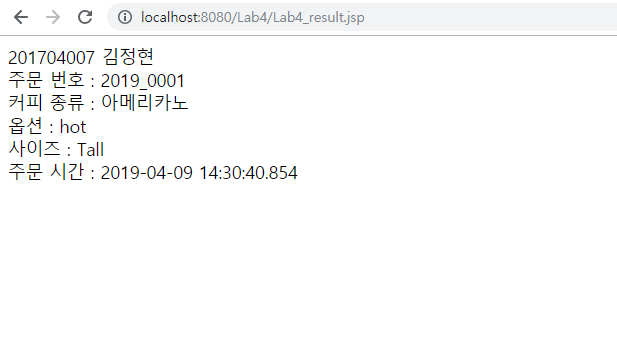 localhost:8080/Lab4/Lab4_result.jsp
201704007 김정현
주문 번호 : 2019_0001
커피 종류 : 아메리카노
옵션 : hot
사이즈 : Tall
주문 시간 : 2019-04-09 14:30:40.854